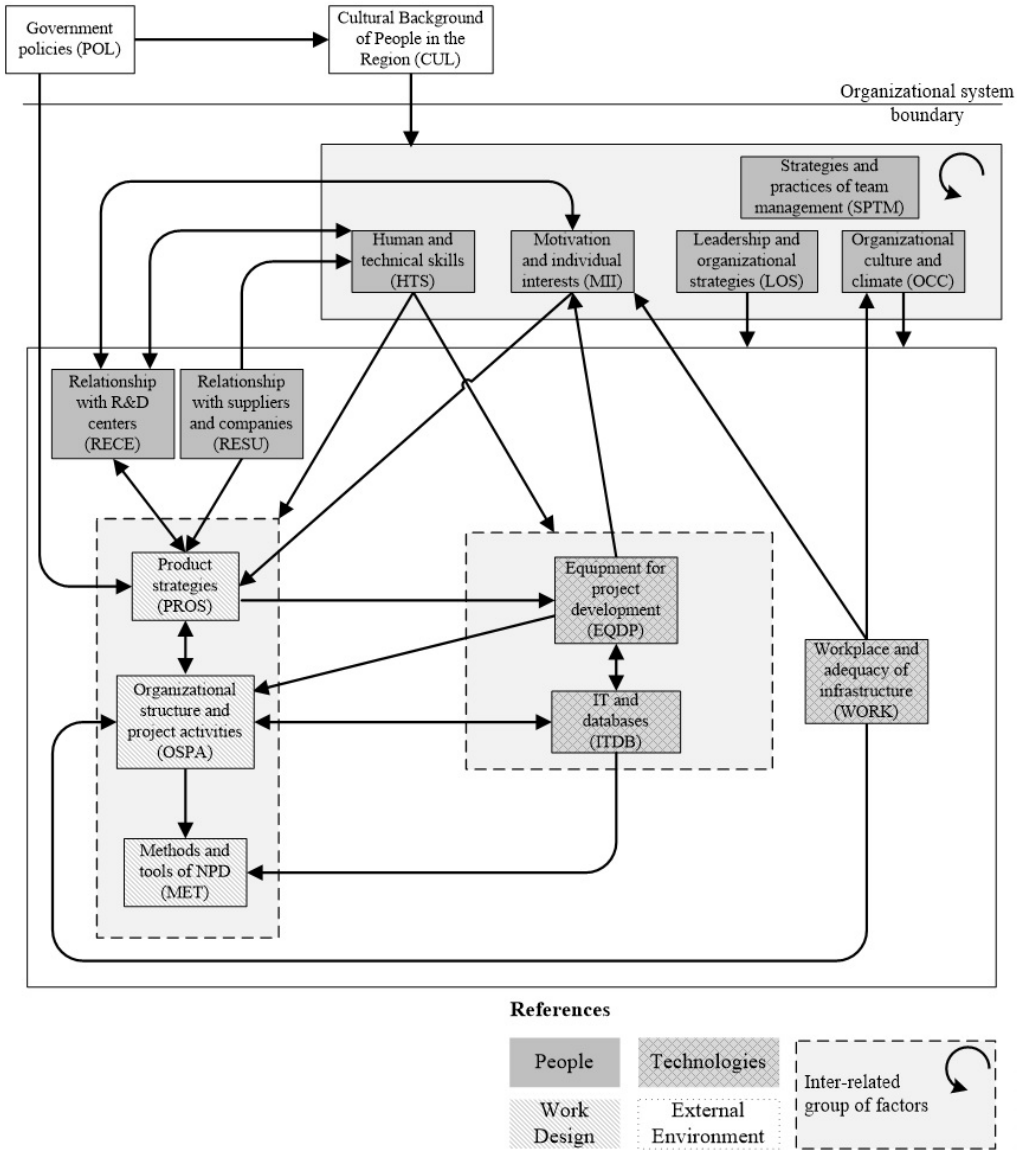 Government
policies (POL)
Cultural Background
of People in the
Region (CUL)
Organizational system
boundary
Strategies and
practices of team
management (SPTM)
Human and
technical skills
(HTS)
Motivation
and individual
interests (MII)
Leadership and
organizational
strategies (LOS)
Organizational
culture and
climate (OCC)
Relationship
with R&D
centers
(RECE)
Relationship
with suppliers
and companies
(RESU)
Product
strategies
(PROS)
Equipment for
project
development
(EQDP)
Workplace and
adequacy of
infrastructure
(WORK)
Organizational
structure and
project activities
(OSPA)
IT and
databases
(ITDB)
Methods and
tools of NPD
(MET)
References
People
Technologies
Inter-related
group of factors
Work
Design
External
Environment